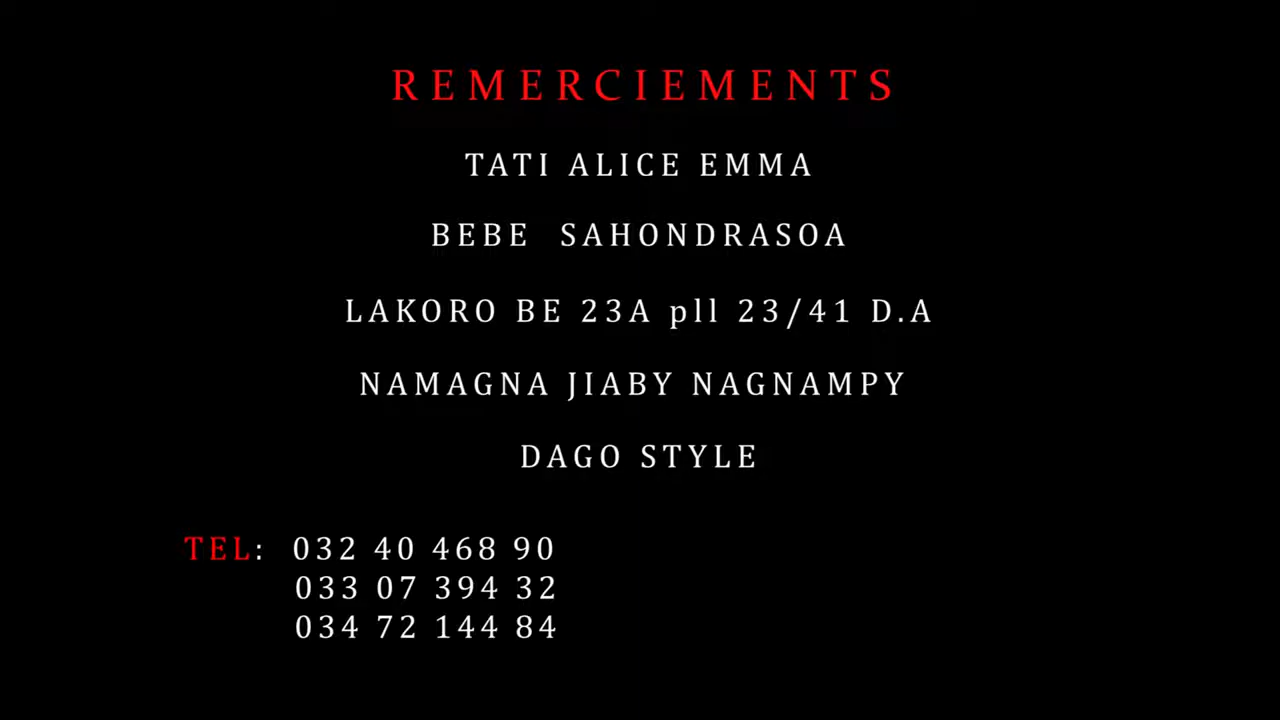 REMERCIEMENTS
TATI ALICE EMMA
BEBE SAHONDRASOA
LAKORO BE 23A pll 23/41 D.A
NAMAGNA JIABY NAGNAMPY
DAGO STYLE
TEL: 032 40 468 90
033 07 394 32
034 72 144 84